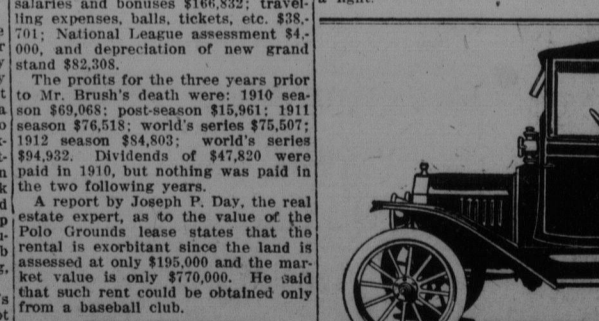 salaries and bonuses $166,832; travel-
ling expenses, balls, tickets, etc. $38,-
701; National League assessment $4,-
000, and depreciation of new grand
stand $82,308.
The profits for the three years prior
to Mr. Brush's death were: 1910 sea-
son $69,068; post-season $15,961; 1911
season $76,518; world's series $75,507;
1912 season $84,803; world's series
$94,932. Dividends of $47,820 were
paid in 1910, but nothing was paid in
the two following years.
A report by Joseph P. Day, the real
estate expert, as to the value of the
Polo Grounds lease states that the
rental is exorbitant since the land is
assessed at only $195,000 and the mar-
ket value is only $770,000. He said
that such rent could be obtained only
from a baseball club.